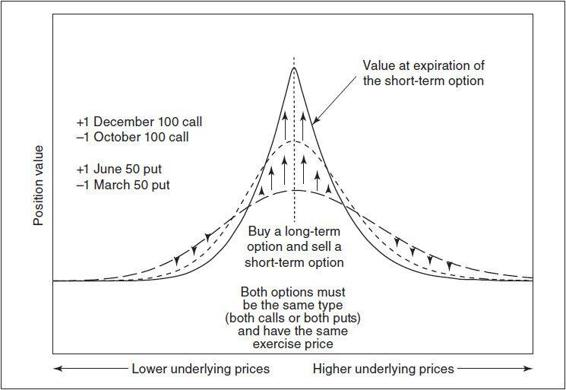 Value at expiration of
the short-term option
+1 December 100 call
–1 October 100 call
+1 June 50 put
–1 March 50 put
Position value
Buy a long-term
option and sell a
short-term option
Both options must
be the same type
(both calls or both puts)
and have the same
exercise price
Lower underlying prices
Higher underlying prices